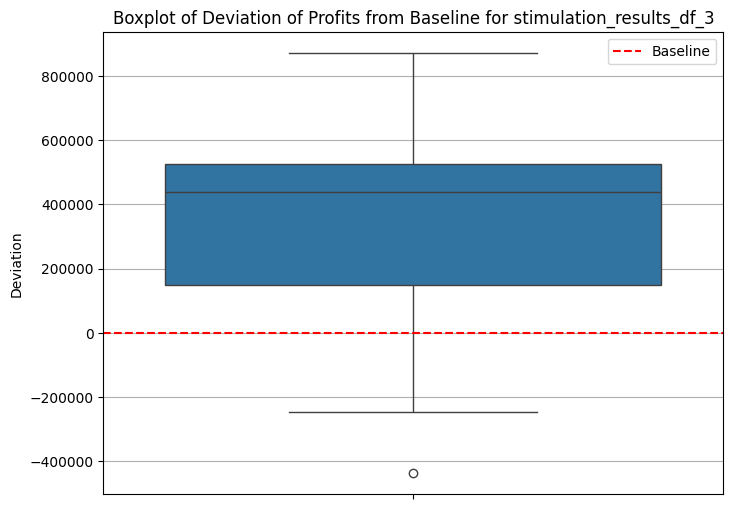 Boxplot of Deviation of Profits from Baseline for stimulation_results_df_3
Baseline
800000
600000
400000
200000
0
−200000
−400000
Deviation